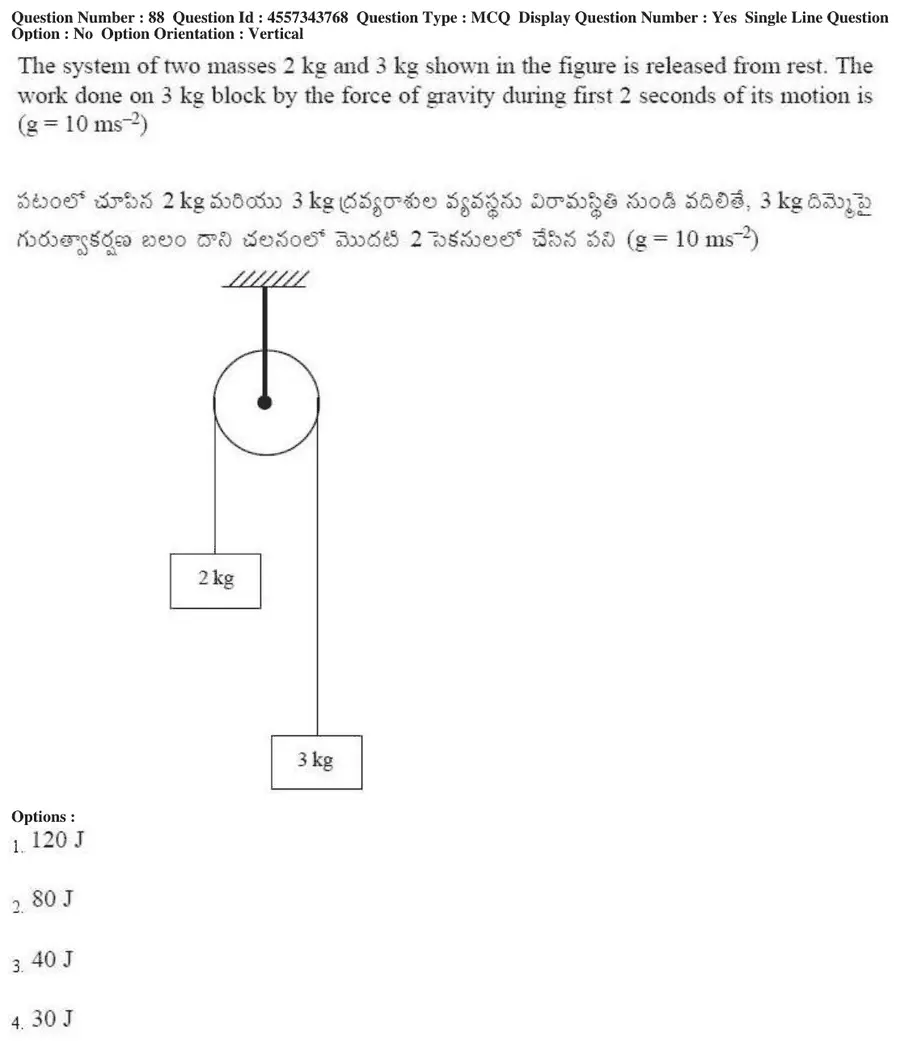 Question Number : 88 Question Id : 4557343768 Question Type : MCQ Display Question Number : Yes Single Line Question
Option : No Option Orientation : Vertical
The system of two masses 2 kg and 3 kg shown in the figure is released from rest. The
work done on 3 kg block by the force of gravity during first 2 seconds of its motion is
(g = 10 ms⁻²)
పటంలో చూపిన 2 kg మరియు 3 kg ద్రవ్యరాశుల వ్యవస్థను విరామస్థితి నుండి వదిలితే, 3 kg దిమ్మెపై
గురుత్వాకర్షణ బలం దాని చలనంలో మొదటి 2 సెకనులలో చేసిన పని (g = 10 ms⁻²)
2 kg
3 kg
Options :
1. 120 J
2. 80 J
3. 40 J
4. 30 J